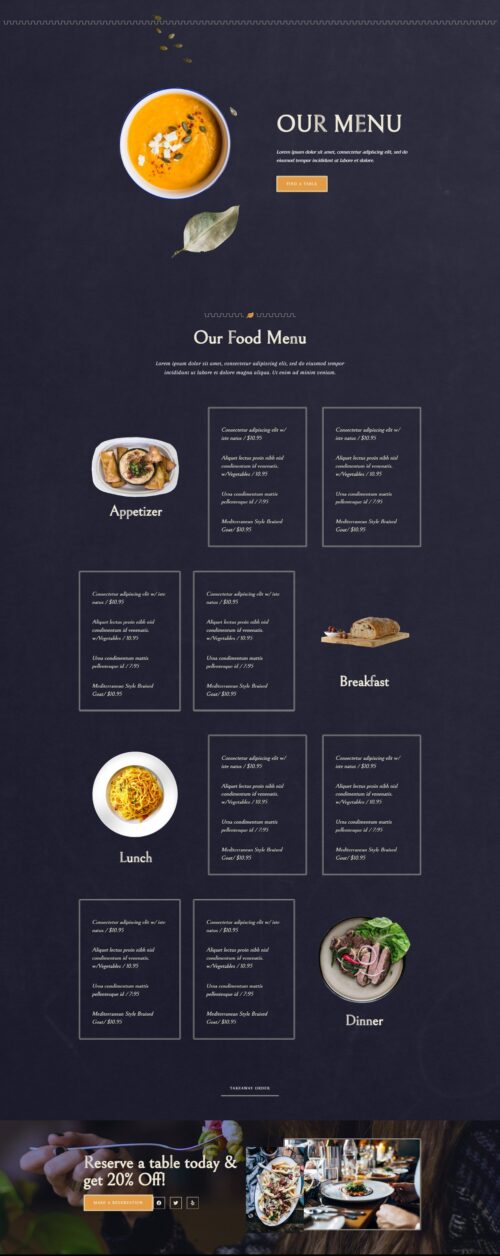 OUR MENU
Lorem ipsum dolor sit amet, consectetur adipiscing elit, sed do
eiusmod tempor incididunt ut labore et dolore.
FIND A TABLE
Our Food Menu
Lorem ipsum dolor sit amet, consectetur adipiscing elit, sed do eiusmod tempor
incididunt ut labore et dolore magna aliqua. Ut enim ad minim veniam.
Appetizer
Consectetur adipiscing elit w/
iste natus / $10.95
Aliquet lectus proin nibh nisl
condimentum id venenatis.
w/Vegetables / 10.95
Urna condimentum mattis
pellentesque id / 7.95
Mediterranean Style Braised
Goat/ $10.95
Consectetur adipiscing elit w/
iste natus / $10.95
Aliquet lectus proin nibh nisl
condimentum id venenatis.
w/Vegetables / 10.95
Urna condimentum mattis
pellentesque id / 7.95
Mediterranean Style Braised
Goat/ $10.95
Consectetur adipiscing elit w/ iste
natus / $10.95
Aliquet lectus proin nibh nisl
condimentum id venenatis.
w/Vegetables / 10.95
Urna condimentum mattis
pellentesque id / 7.95
Mediterranean Style Braised
Goat/ $10.95
Consectetur adipiscing elit w/ iste
natus / $10.95
Aliquet lectus proin nibh nisl
condimentum id venenatis.
w/Vegetables / 10.95
Urna condimentum mattis
pellentesque id / 7.95
Mediterranean Style Braised
Goat/ $10.95
Breakfast
Lunch
Consectetur adipiscing elit w/
iste natus / $10.95
Aliquet lectus proin nibh nisl
condimentum id venenatis.
w/Vegetables / 10.95
Urna condimentum mattis
pellentesque id / 7.95
Mediterranean Style Braised
Goat/ $10.95
Consectetur adipiscing elit w/
iste natus / $10.95
Aliquet lectus proin nibh nisl
condimentum id venenatis.
w/Vegetables / 10.95
Urna condimentum mattis
pellentesque id / 7.95
Mediterranean Style Braised
Goat/ $10.95
Consectetur adipiscing elit w/ iste
natus / $10.95
Aliquet lectus proin nibh nisl
condimentum id venenatis.
w/Vegetables / 10.95
Urna condimentum mattis
pellentesque id / 7.95
Mediterranean Style Braised
Goat/ $10.95
Consectetur adipiscing elit w/ iste
natus / $10.95
Aliquet lectus proin nibh nisl
condimentum id venenatis.
w/Vegetables / 10.95
Urna condimentum mattis
pellentesque id / 7.95
Mediterranean Style Braised
Goat/ $10.95
Dinner
TAKEAWAY ORDER
Reserve a table today &
get 20% Off!
MAKE A RESERVATION